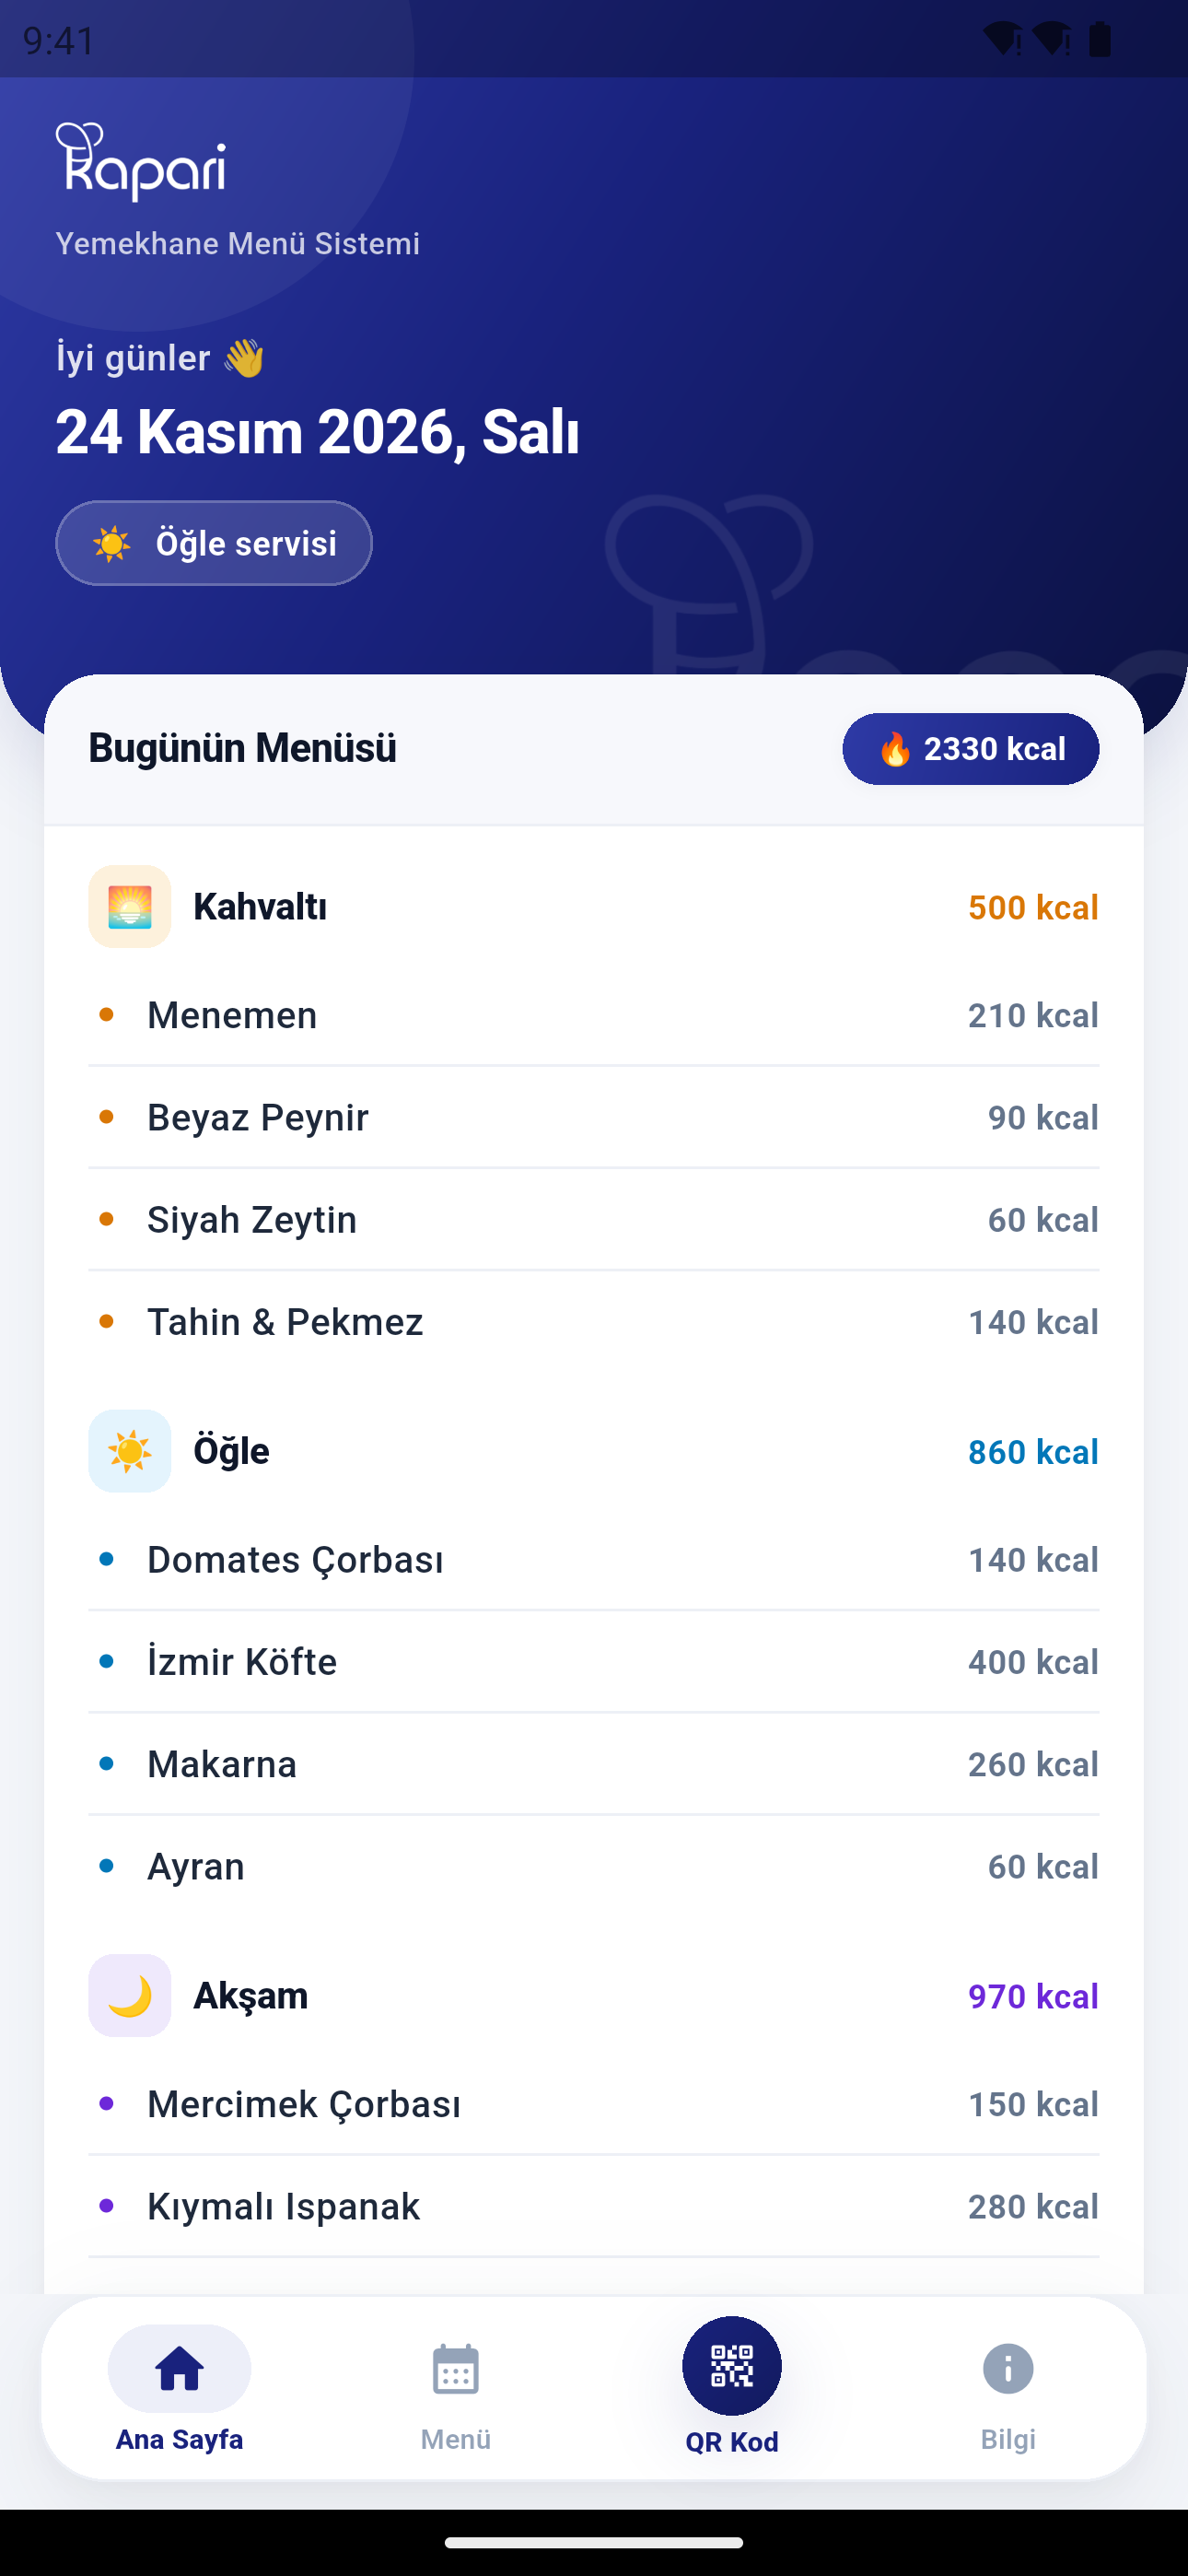 9:41
Kapari
Yemekhane Menü Sistemi
İyi günler 👋
24 Kasım 2026, Salı
☀️ Öğle servisi
Bugünün Menüsü
🔥 2330 kcal
Kahvaltı
500 kcal
Menemen
210 kcal
Beyaz Peynir
90 kcal
Siyah Zeytin
60 kcal
Tahin & Pekmez
140 kcal
Öğle
860 kcal
Domates Çorbası
140 kcal
İzmir Köfte
400 kcal
Makarna
260 kcal
Ayran
60 kcal
Akşam
970 kcal
Mercimek Çorbası
150 kcal
Kıymalı Ispanak
280 kcal
Ana Sayfa
Menü
QR Kod
Bilgi